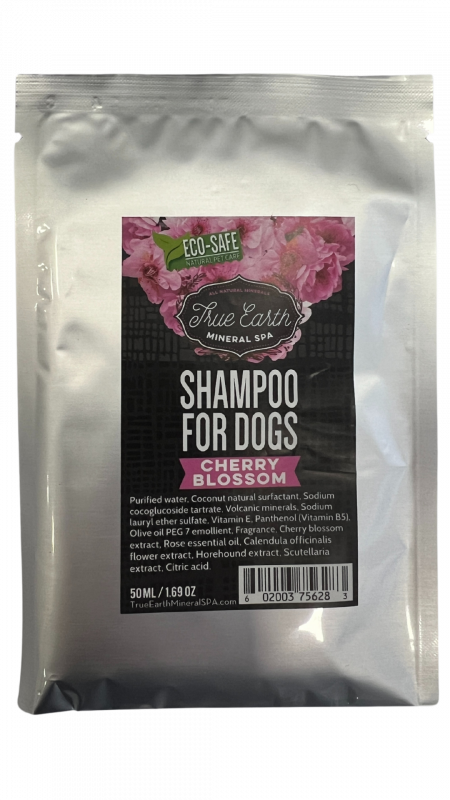 ECO-SAFE
NATURAL PET CARE
ALL NATURAL MINERALS
True Earth
MINERAL SPA
SHAMPOO
FOR DOGS
CHERRY
BLOSSOM
Purified water, Coconut natural surfactant, Sodium
cocoglucoside tartrate, Volcanic minerals, Sodium
lauryl ether sulfate, Vitamin E, Panthenol (Vitamin B5),
Olive oil PEG 7 emollient, Fragrance, Cherry blossom
extract, Rose essential oil, Calendula officinalis
flower extract, Horehound extract, Scutellaria
extract, Citric acid.
50ML / 1.69 OZ
TrueEarthMineralSPA.com
6 02003 75628 3